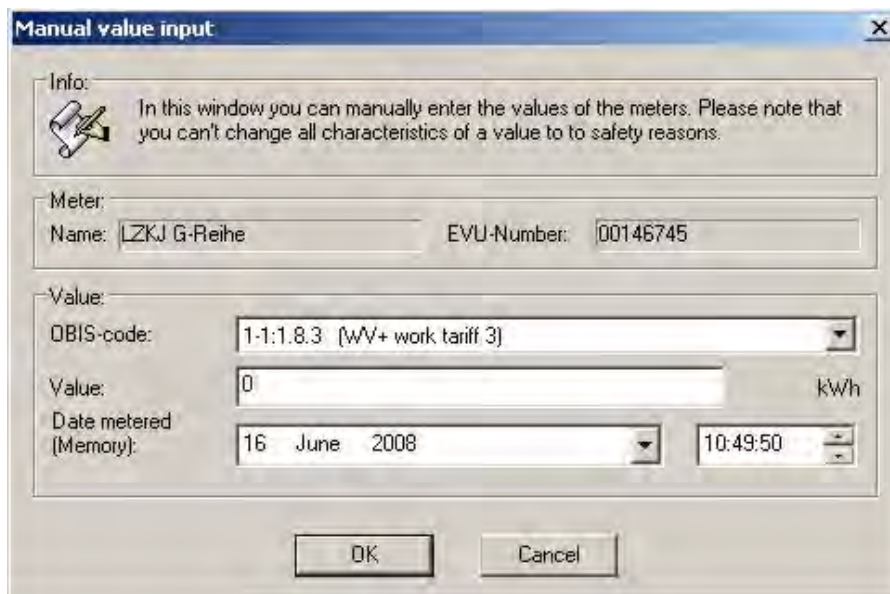 Manual value input
Info:
In this window you can manually enter the values of the meters. Please note that
you can't change all characteristics of a value to to safety reasons.
Meter:
Name: LZKJ G-Reihe EVU-Number: 00146745
Value:
OBIS-code: 1-1:1.8.3 (WV+ work tariff 3)
Value: 0 kWh
Date metered
(Memory): 16 June 2008 10:49:50
OK Cancel